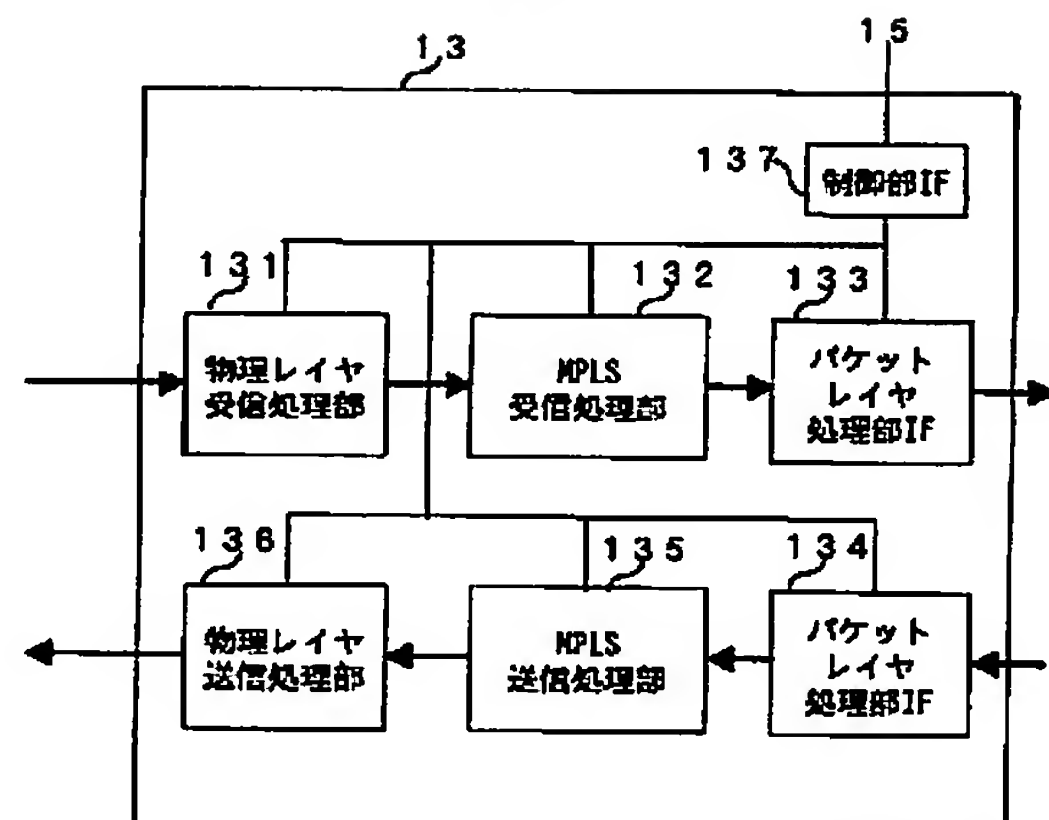 13
15
137
制御部IF
131
132
133
物理レイヤ
受信処理部
MPLS
受信処理部
パケット
レイヤ
処理部IF
136
135
134
物理レイヤ
送信処理部
MPLS
送信処理部
パケット
レイヤ
処理部IF